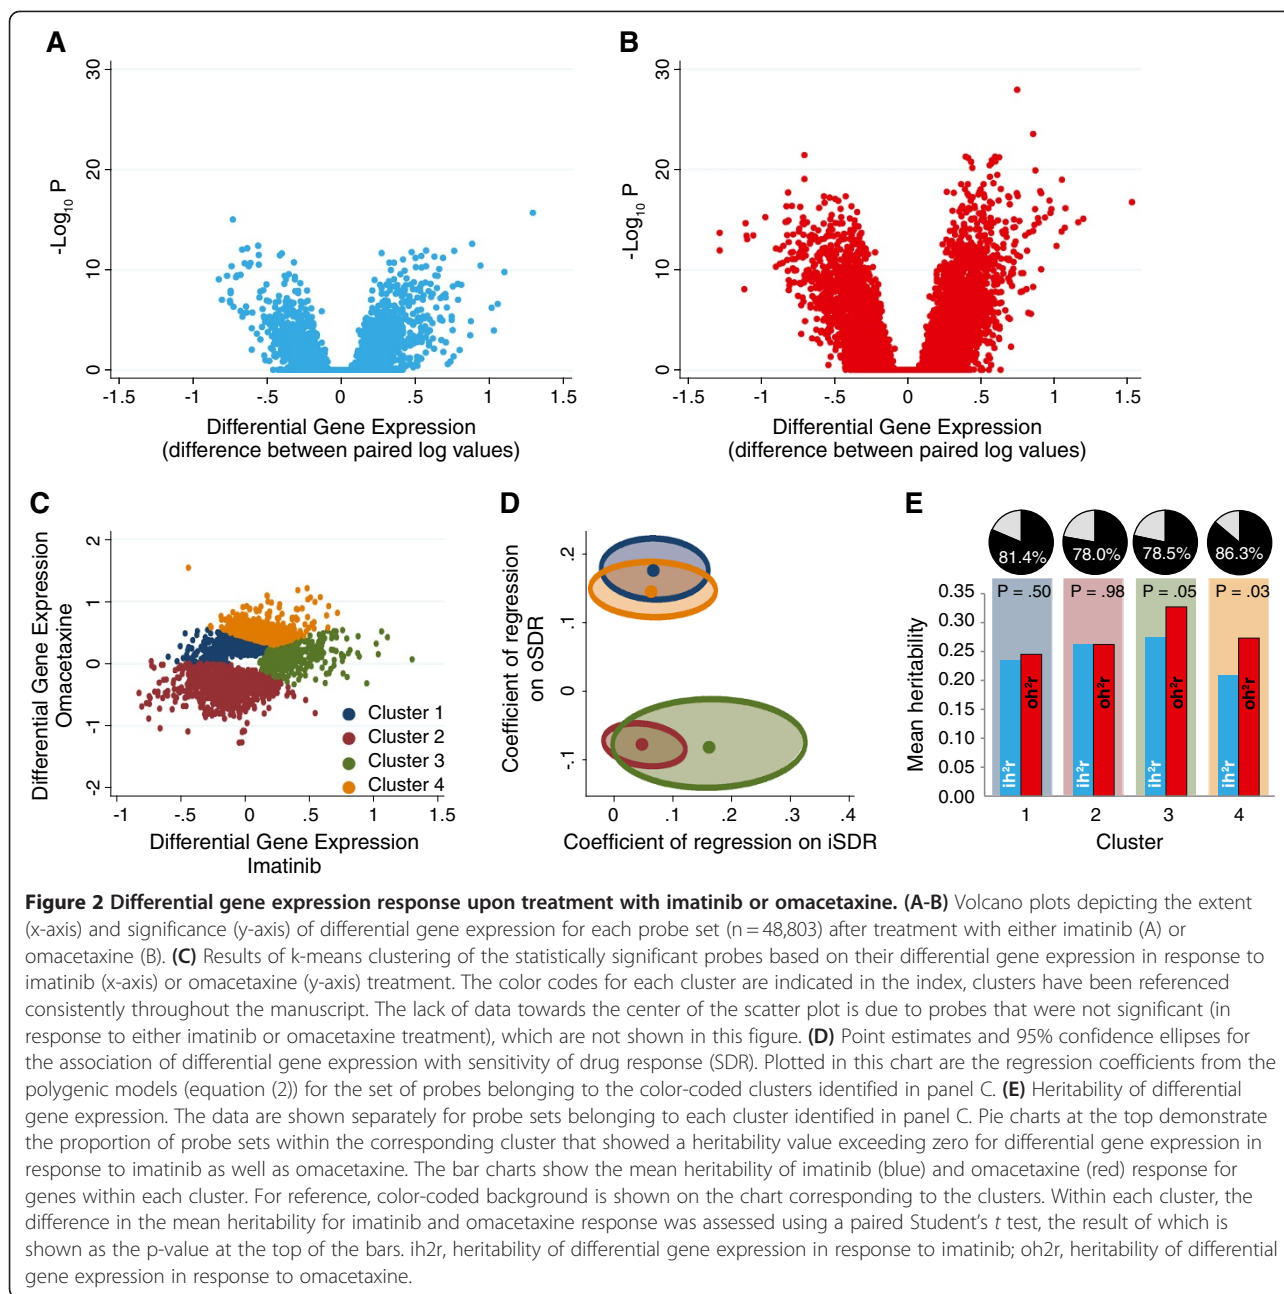 A
B
30
20
10
0
-Log10 P
-1.5 -1 -.5 0 .5 1 1.5
Differential Gene Expression
(difference between paired log values)
30
20
10
0
-Log10 P
-1.5 -1 -.5 0 .5 1 1.5
Differential Gene Expression
(difference between paired log values)
C
Differential Gene Expression
Omacetaxine
2
1
0
-1
-2
Cluster 1
Cluster 2
Cluster 3
Cluster 4
-1 -.5 0 .5 1 1.5
Differential Gene Expression
Imatinib
D
Coefficient of regression
on oSDR
.2
.1
0
-.1
0 .1 .2 .3 .4
Coefficient of regression on iSDR
E
81.4% 78.0% 78.5% 86.3%
P = .50 P = .98 P = .05 P = .03
Mean heritability
0.35
0.30
0.25
0.20
0.15
0.10
0.05
0.00
ih²r oh²r ih²r oh²r ih²r oh²r ih²r oh²r
1 2 3 4
Cluster
Figure 2 Differential gene expression response upon treatment with imatinib or omacetaxine. (A-B) Volcano plots depicting the extent
(x-axis) and significance (y-axis) of differential gene expression for each probe set (n = 48,803) after treatment with either imatinib (A) or
omacetaxine (B). (C) Results of k-means clustering of the statistically significant probes based on their differential gene expression in response to
imatinib (x-axis) or omacetaxine (y-axis) treatment. The color codes for each cluster are indicated in the index, clusters have been referenced
consistently throughout the manuscript. The lack of data towards the center of the scatter plot is due to probes that were not significant (in
response to either imatinib or omacetaxine treatment), which are not shown in this figure. (D) Point estimates and 95% confidence ellipses for
the association of differential gene expression with sensitivity of drug response (SDR). Plotted in this chart are the regression coefficients from the
polygenic models (equation (2)) for the set of probes belonging to the color-coded clusters identified in panel C. (E) Heritability of differential
gene expression. The data are shown separately for probe sets belonging to each cluster identified in panel C. Pie charts at the top demonstrate
the proportion of probe sets within the corresponding cluster that showed a heritability value exceeding zero for differential gene expression in
response to imatinib as well as omacetaxine. The bar charts show the mean heritability of imatinib (blue) and omacetaxine (red) response for
genes within each cluster. For reference, color-coded background is shown on the chart corresponding to the clusters. Within each cluster, the
difference in the mean heritability for imatinib and omacetaxine response was assessed using a paired Student's t test, the result of which is
shown as the p-value at the top of the bars. ih2r, heritability of differential gene expression in response to imatinib; oh2r, heritability of differential
gene expression in response to omacetaxine.